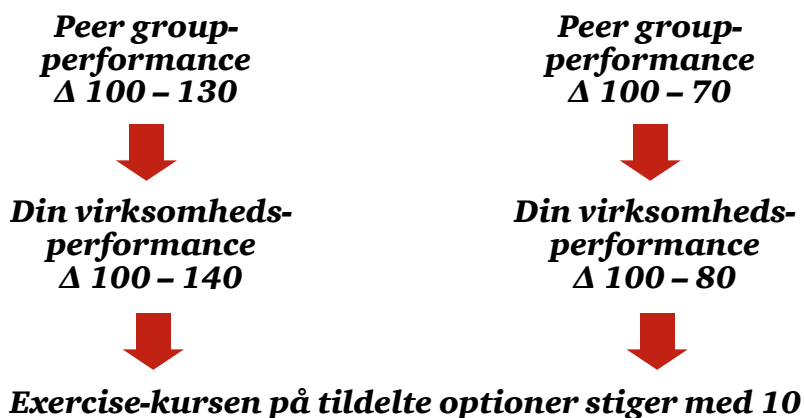 Peer group-
performance
Δ 100 – 130
Peer group-
performance
Δ 100 – 70
Din virksomheds-
performance
Δ 100 – 140
Din virksomheds-
performance
Δ 100 – 80
Exercise-kursen på tildelte optioner stiger med 10